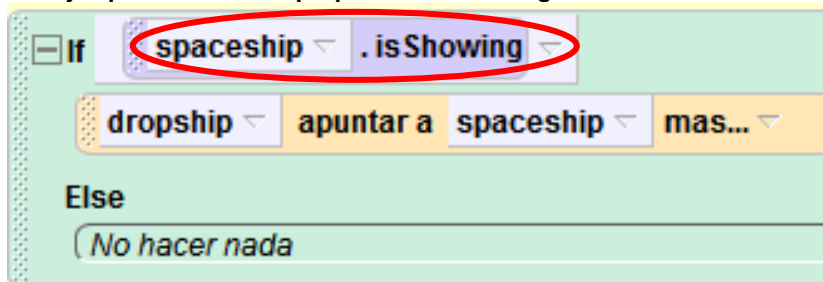 If spaceship . isShowing
dropship apuntar a spaceship mas...
Else
No hacer nada